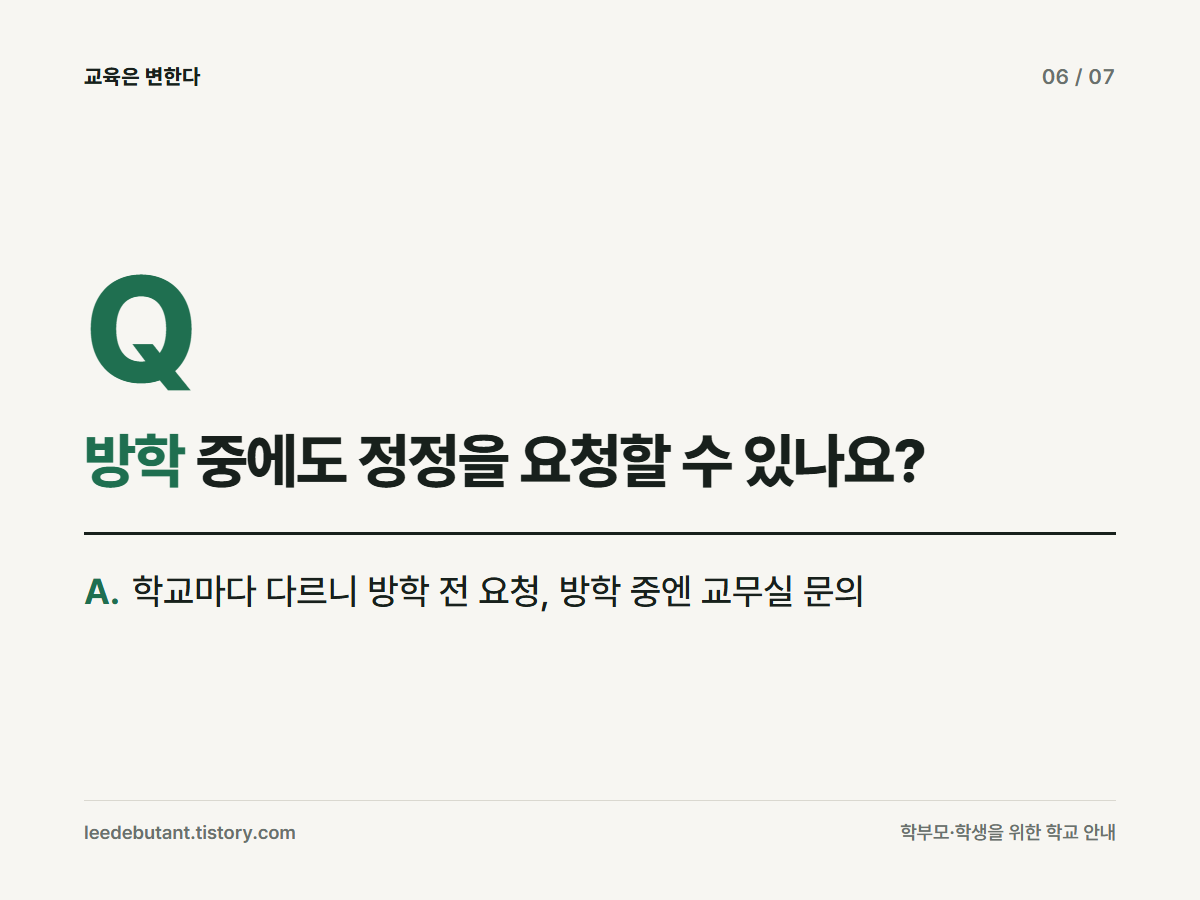 교육은 변한다
06 / 07
Q
방학 중에도 정정을 요청할 수 있나요?
A. 학교마다 다르니 방학 전 요청, 방학 중엔 교무실 문의
leedebutant.tistory.com
학부모·학생을 위한 학교 안내